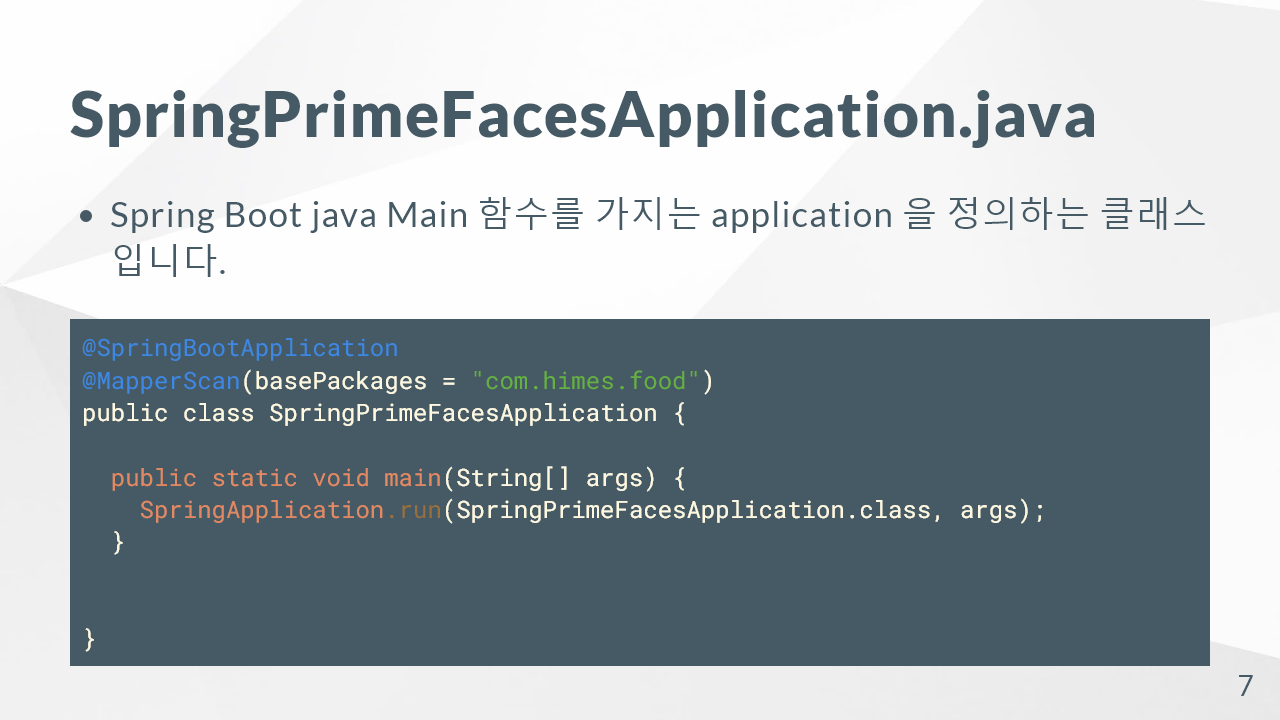 SpringPrimeFacesApplication.java
• Spring Boot java Main 함수를 가지는 application 을 정의하는 클래스
입니다.
@SpringBootApplication
@MapperScan(basePackages = "com.himes.food")
public class SpringPrimeFacesApplication {
  public static void main(String[] args) {
    SpringApplication.run(SpringPrimeFacesApplication.class, args);
  }
}
7